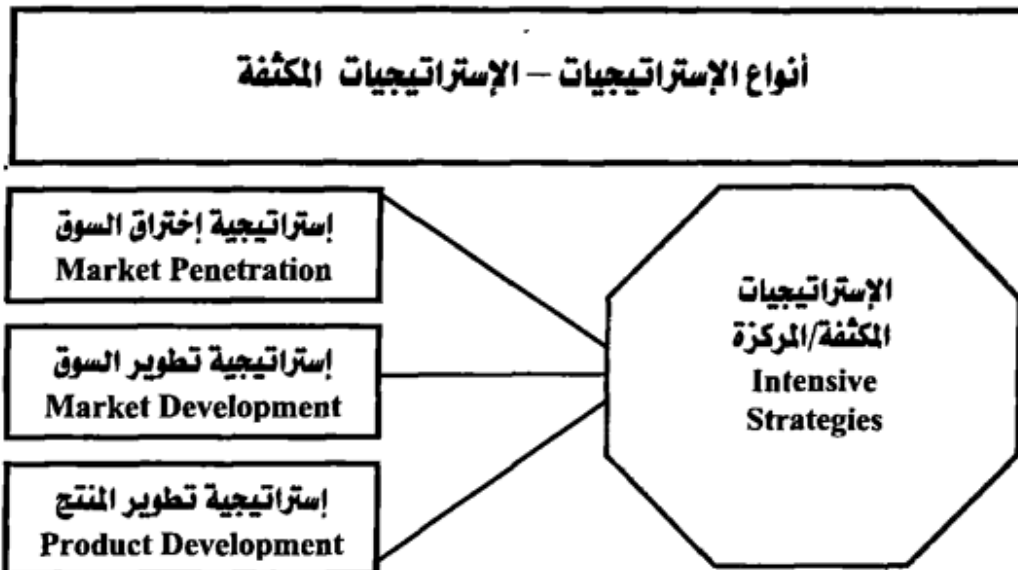 أنواع الإستراتيجيات – الإستراتيجيات المكثفة
الإستراتيجيات
المكثفة/المركزة
Intensive
Strategies
إستراتيجية إختراق السوق
Market Penetration
إستراتيجية تطوير السوق
Market Development
إستراتيجية تطوير المنتج
Product Development